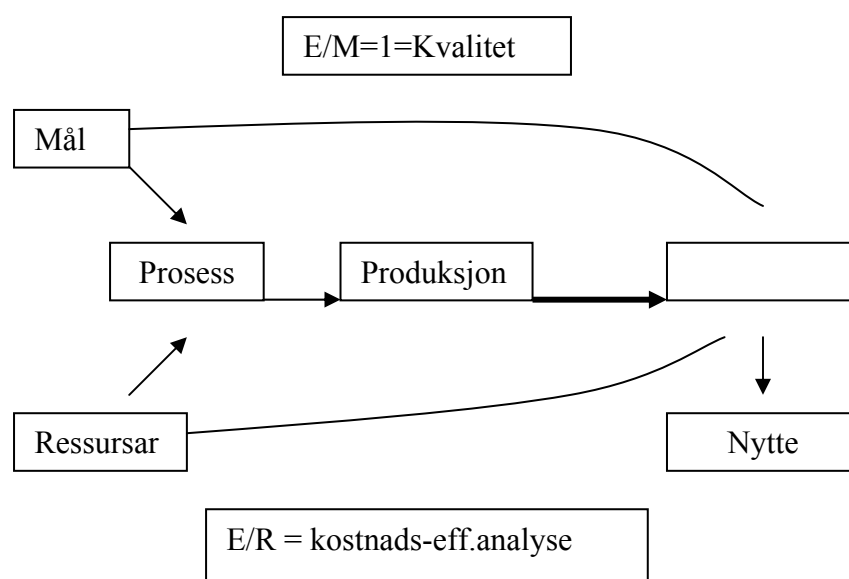 E/M=1=Kvalitet
Mål
Prosess
Produksjon
Ressursar
Nytte
E/R = kostnads-eff.analyse